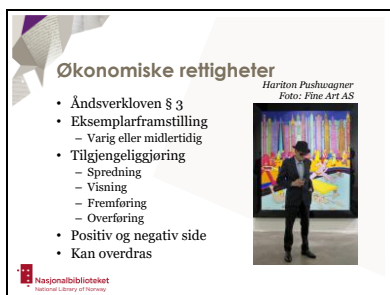 Økonomiske rettigheter
Hariton Pushwagner
Foto: Fine Art AS
• Åndsverkloven § 3
• Eksemplarframstilling
– Varig eller midlertidig
• Tilgjengeliggjøring
– Spredning
– Visning
– Fremføring
– Overføring
• Positiv og negativ side
• Kan overdras
Nasjonalbiblioteket
National Library of Norway